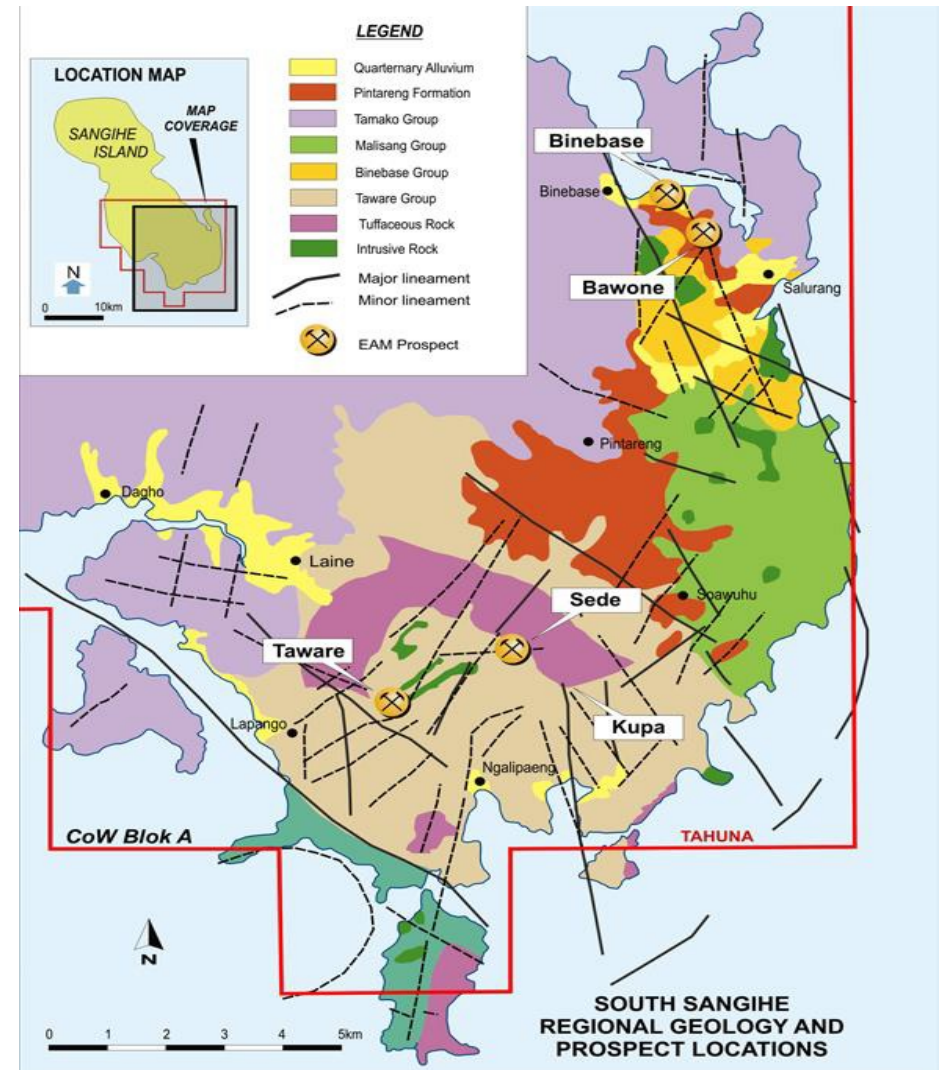 LEGEND
Quarternary Alluvium
Pintareng Formation
Tamako Group
Malisang Group
Binebase Group
Taware Group
Tuffaceous Rock
Intrusive Rock
Major lineament
Minor lineament
EAM Prospect
LOCATION MAP
MAP
COVERAGE
SANGIHE
ISLAND
N
0 10km
Binebase
Binebase
Bawone
Salurang
Pintareng
Dagho
Laine
Soawuhu
Sede
Taware
Kupa
Lapango
Ngalipaeng
CoW Blok A
TAHUNA
N
0 1 2 3 4 5km
SOUTH SANGIHE
REGIONAL GEOLOGY AND
PROSPECT LOCATIONS